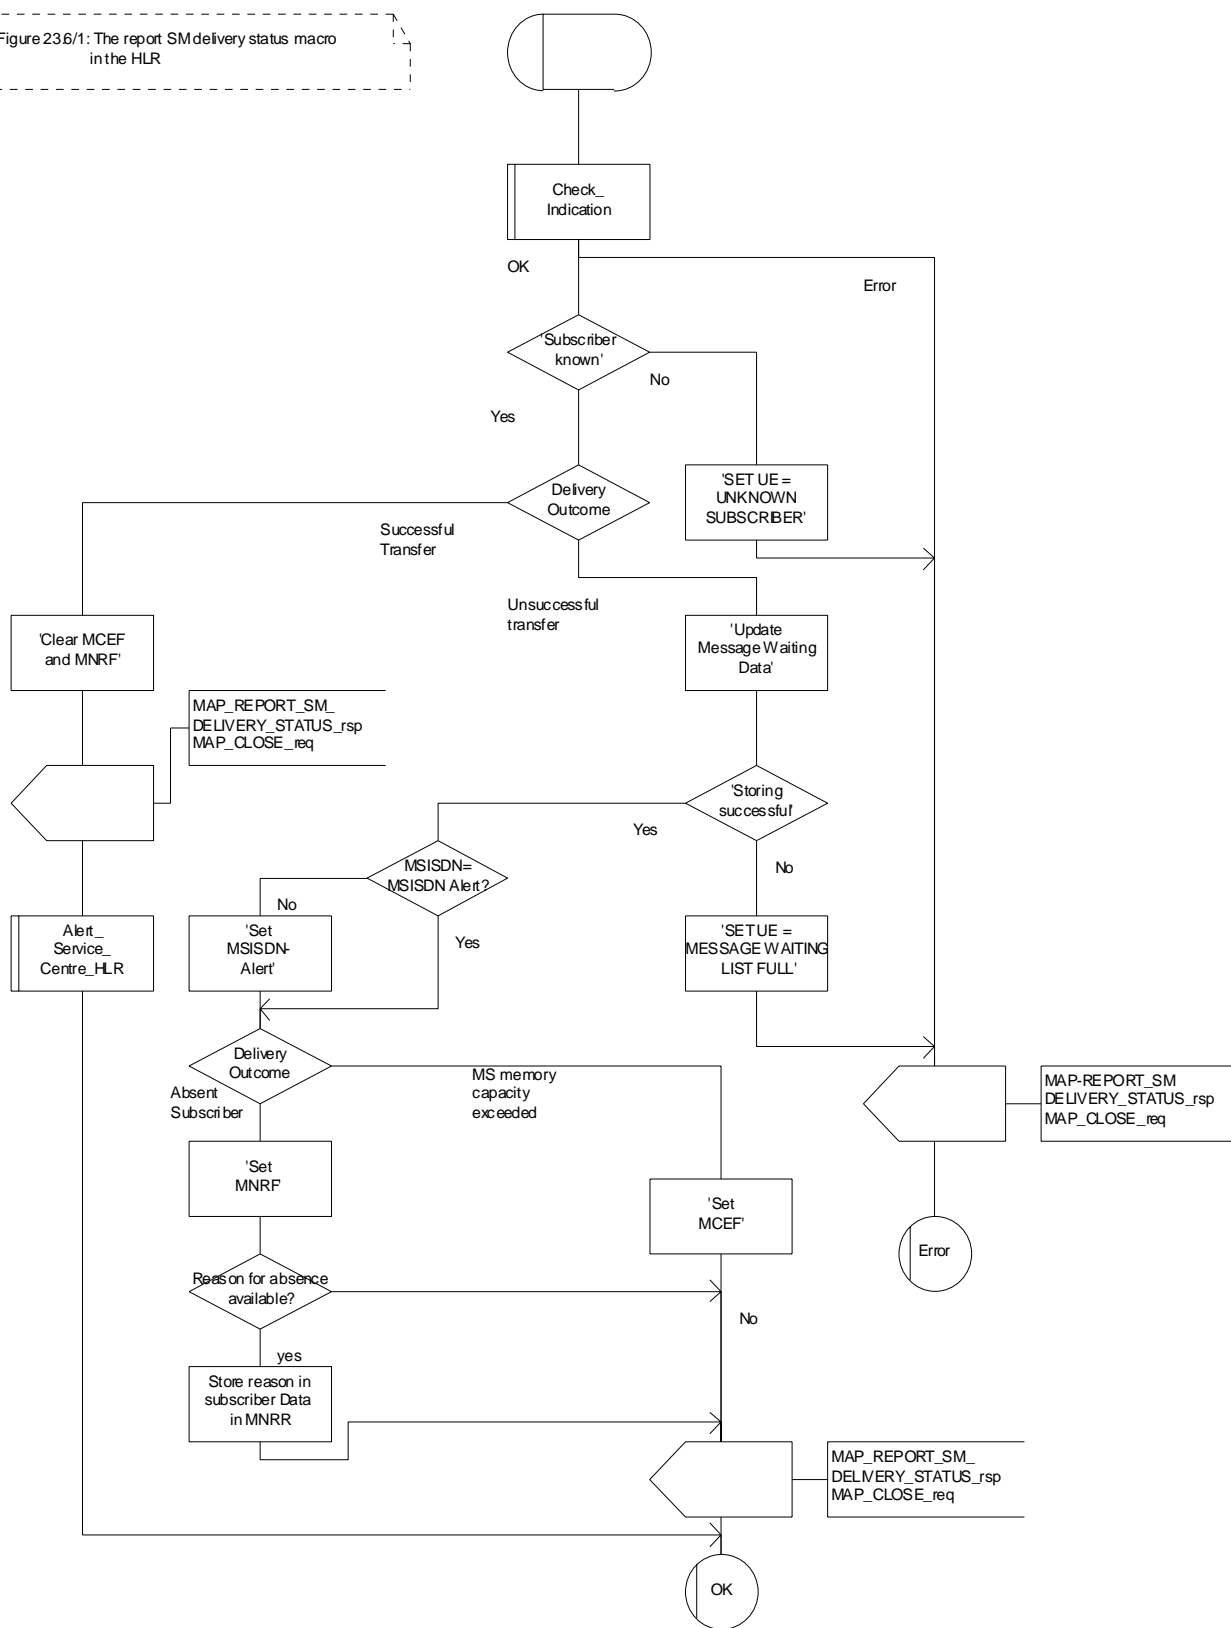 Figure 23.6/1: The report SM delivery status macro
in the HLR
Check_
Indication
OK
Error
'Subscriber
known'
No
Yes
Delivery
Outcome
'SET UE =
UNKNOWN
SUBSCRIBER'
Successful
Transfer
Unsuccessful
transfer
'Clear MCEF
and MNRF'
'Update
Message Waiting
Data'
MAP_REPORT_SM_
DELIVERY_STATUS_rsp
MAP_CLOSE_req
'Storing
successful'
Yes
No
MSISDN=
MSISDN Alert?
No
Yes
Alert_
Service_
Centre_HLR
'Set
MSISDN-
Alert'
'SET UE =
MESSAGE WAITING
LIST FULL'
Delivery
Outcome
Absent
Subscriber
MS memory
capacity
exceeded
MAP-REPORT_SM
DELIVERY_STATUS_rsp
MAP_CLOSE_req
'Set
MNRF'
'Set
MCEF'
Error
Reason for absence
available?
No
yes
Store reason in
subscriber Data
in MNRR
MAP_REPORT_SM_
DELIVERY_STATUS_rsp
MAP_CLOSE_req
OK